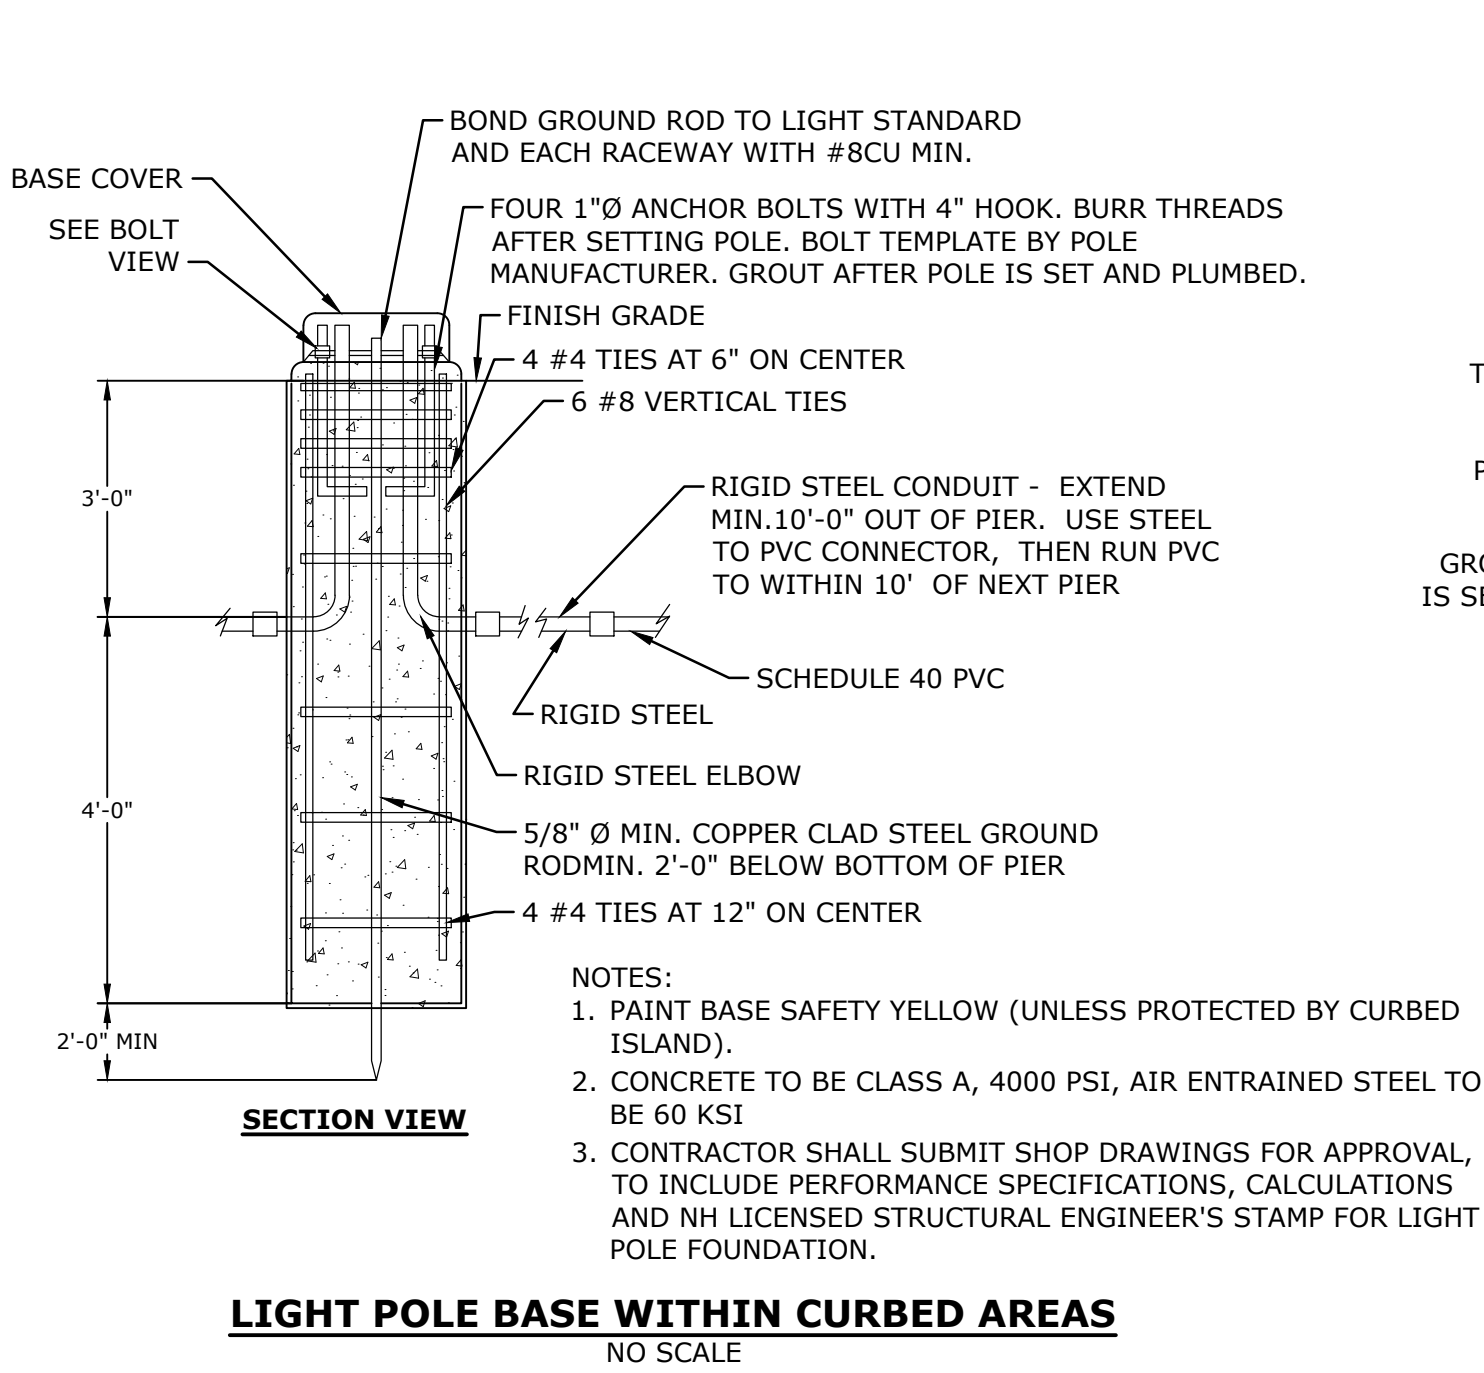 BOND GROUND ROD TO LIGHT STANDARD
AND EACH RACEWAY WITH #8CU MIN.
BASE COVER
SEE BOLT
VIEW
FOUR 1"Ø ANCHOR BOLTS WITH 4" HOOK. BURR THREADS
AFTER SETTING POLE. BOLT TEMPLATE BY POLE
MANUFACTURER. GROUT AFTER POLE IS SET AND PLUMBED.
FINISH GRADE
4 #4 TIES AT 6" ON CENTER
6 #8 VERTICAL TIES
3'-0"
RIGID STEEL CONDUIT - EXTEND
MIN.10'-0" OUT OF PIER. USE STEEL
TO PVC CONNECTOR, THEN RUN PVC
TO WITHIN 10' OF NEXT PIER
SCHEDULE 40 PVC
RIGID STEEL
RIGID STEEL ELBOW
4'-0"
5/8" Ø MIN. COPPER CLAD STEEL GROUND
RODMIN. 2'-0" BELOW BOTTOM OF PIER
4 #4 TIES AT 12" ON CENTER
2'-0" MIN
SECTION VIEW
NOTES:
1. PAINT BASE SAFETY YELLOW (UNLESS PROTECTED BY CURBED
ISLAND).
2. CONCRETE TO BE CLASS A, 4000 PSI, AIR ENTRAINED STEEL TO
BE 60 KSI
3. CONTRACTOR SHALL SUBMIT SHOP DRAWINGS FOR APPROVAL,
TO INCLUDE PERFORMANCE SPECIFICATIONS, CALCULATIONS
AND NH LICENSED STRUCTURAL ENGINEER'S STAMP FOR LIGHT
POLE FOUNDATION.
LIGHT POLE BASE WITHIN CURBED AREAS
NO SCALE
IS